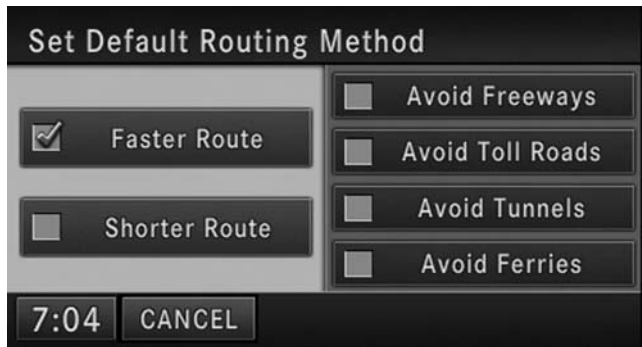 Set Default Routing Method
Faster Route
Shorter Route
Avoid Freeways
Avoid Toll Roads
Avoid Tunnels
Avoid Ferries
7:04 CANCEL